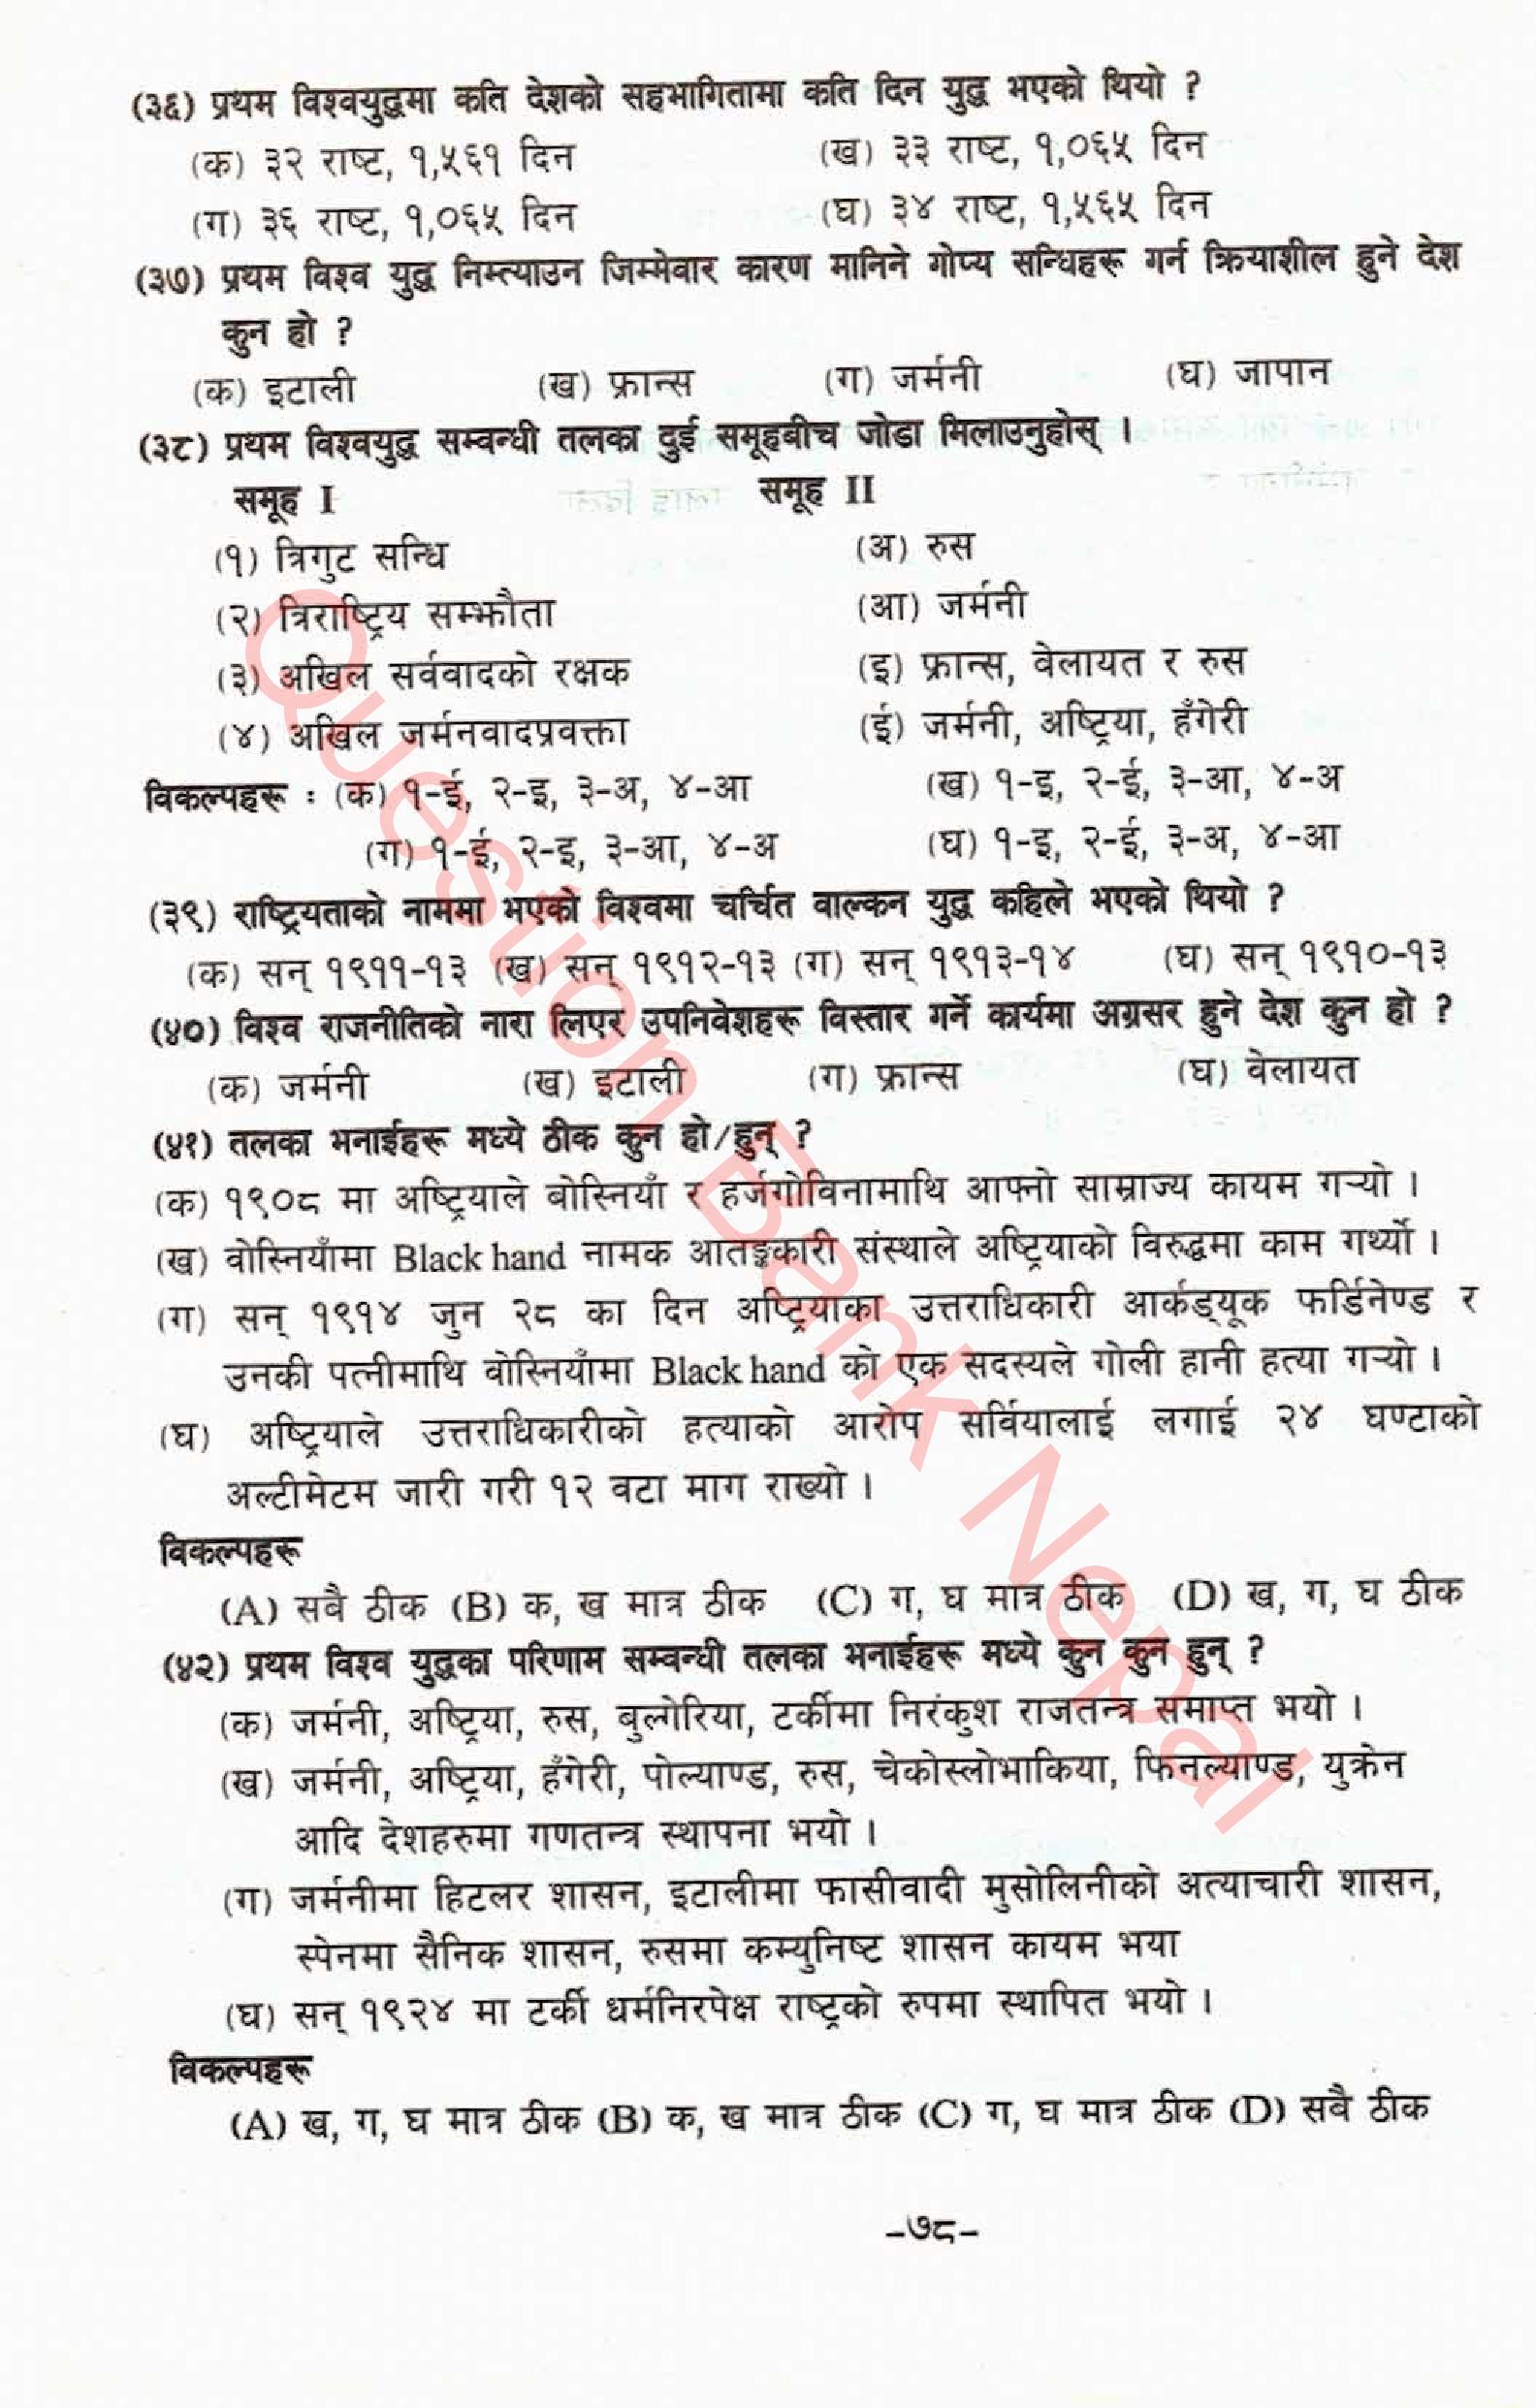 (३६) प्रथम विश्वयुद्धमा कति देशको सहभागितामा कति दिन युद्ध भएको थियो ?
(क) ३२ राष्ट, १,५६१ दिन (ख) ३३ राष्ट, १,०६५ दिन
(ग) ३६ राष्ट, १,०६५ दिन (घ) ३४ राष्ट, १,५६५ दिन
(३७) प्रथम विश्व युद्ध निम्त्याउन जिम्मेवार कारण मानिने गोप्य सन्धिहरू गर्न क्रियाशील हुने देश
कुन हो ?
(क) इटाली (ख) फ्रान्स (ग) जर्मनी (घ) जापान
(३८) प्रथम विश्वयुद्ध सम्वन्धी तलका दुई समूहबीच जोडा मिलाउनुहोस् ।
समूह I समूह II
(१) त्रिगुट सन्धि (अ) रुस
(२) त्रिराष्ट्रिय सम्झौता (आ) जर्मनी
(३) अखिल सर्ववादको रक्षक (इ) फ्रान्स, वेलायत र रुस
(४) अखिल जर्मनवादप्रवक्ता (ई) जर्मनी, अष्ट्रिया, हँगेरी
विकल्पहरू : (क) १-ई, २-इ, ३-अ, ४-आ (ख) १-इ, २-ई, ३-आ, ४-अ
(ग) १-ई, २-इ, ३-आ, ४-अ (घ) १-इ, २-ई, ३-अ, ४-आ
(३९) राष्ट्रियताको नाममा भएको विश्वमा चर्चित वाल्कन युद्ध कहिले भएको थियो ?
(क) सन् १९११-१३ (ख) सन् १९१२-१३ (ग) सन् १९१३-१४ (घ) सन् १९१०-१३
(४०) विश्व राजनीतिको नारा लिएर उपनिवेशहरू विस्तार गर्ने कार्यमा अग्रसर हुने देश कुन हो ?
(क) जर्मनी (ख) इटाली (ग) फ्रान्स (घ) वेलायत
(४१) तलका भनाईहरू मध्ये ठीक कुन हो/हुन् ?
(क) १९०८ मा अष्ट्रियाले बोस्नियाँ र हर्जगोविनामाथि आफ्नो साम्राज्य कायम गर्‍यो ।
(ख) वोस्नियाँमा Black hand नामक आतङ्ककारी संस्थाले अष्ट्रियाको विरुद्धमा काम गर्थ्यो ।
(ग) सन् १९१४ जुन २८ का दिन अष्ट्रियाका उत्तराधिकारी आर्कड्यूक फर्डिनेण्ड र
उनकी पत्नीमाथि वोस्नियाँमा Black hand को एक सदस्यले गोली हानी हत्या गर्‍यो ।
(घ) अष्ट्रियाले उत्तराधिकारीको हत्याको आरोप सर्वियालाई लगाई २४ घण्टाको
अल्टीमेटम जारी गरी १२ वटा माग राख्यो ।
विकल्पहरू
(A) सबै ठीक (B) क, ख मात्र ठीक (C) ग, घ मात्र ठीक (D) ख, ग, घ ठीक
(४२) प्रथम विश्व युद्धका परिणाम सम्वन्धी तलका भनाईहरू मध्ये कुन कुन हुन् ?
(क) जर्मनी, अष्ट्रिया, रुस, बुल्गेरिया, टर्कीमा निरंकुश राजतन्त्र समाप्त भयो ।
(ख) जर्मनी, अष्ट्रिया, हँगेरी, पोल्याण्ड, रुस, चेकोस्लोभाकिया, फिनल्याण्ड, युक्रेन
आदि देशहरुमा गणतन्त्र स्थापना भयो ।
(ग) जर्मनीमा हिटलर शासन, इटालीमा फासीवादी मुसोलिनीको अत्याचारी शासन,
स्पेनमा सैनिक शासन, रुसमा कम्युनिष्ट शासन कायम भया
(घ) सन् १९२४ मा टर्की धर्मनिरपेक्ष राष्ट्रको रुपमा स्थापित भयो ।
विकल्पहरू
(A) ख, ग, घ मात्र ठीक (B) क, ख मात्र ठीक (C) ग, घ मात्र ठीक (D) सबै ठीक
-७८-
Question Bank Nepal